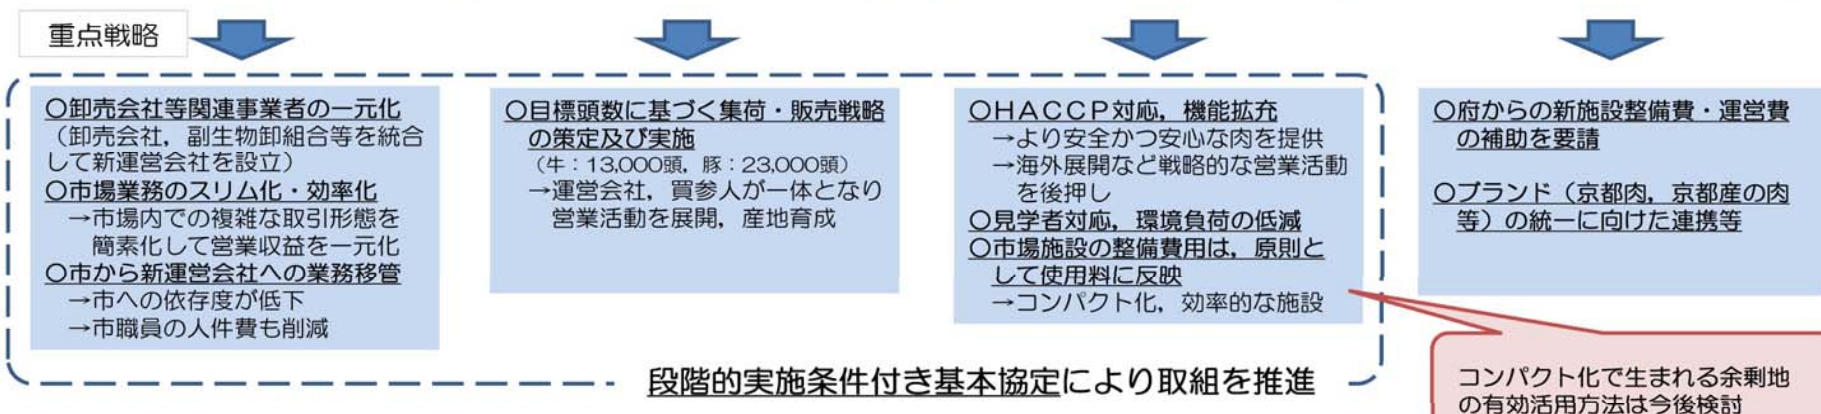 重点戦略
〇卸売会社等関連事業者の一元化
（卸売会社，副生物卸組合等を統合
して新運営会社を設立）
〇市場業務のスリム化・効率化
→市場内での複雑な取引形態を
簡素化して営業収益を一元化
〇市から新運営会社への業務移管
→市への依存度が低下
→市職員の人件費も削減
〇目標頭数に基づく集荷・販売戦略
の策定及び実施
（牛：13,000頭，豚：23,000頭）
→運営会社，買参人が一体となり
営業活動を展開，産地育成
〇ＨＡＣＣＰ対応，機能拡充
→より安全かつ安心な肉を提供
→海外展開など戦略的な営業活動
を後押し
〇見学者対応，環境負荷の低減
〇市場施設の整備費用は，原則と
して使用料に反映
→コンパクト化，効率的な施設
〇府からの新施設整備費・運営費
の補助を要請
〇ブランド（京都肉，京都産の肉
等）の統一に向けた連携等
段階的実施条件付き基本協定により取組を推進
コンパクト化で生まれる余剰地
の有効活用方法は今後検討